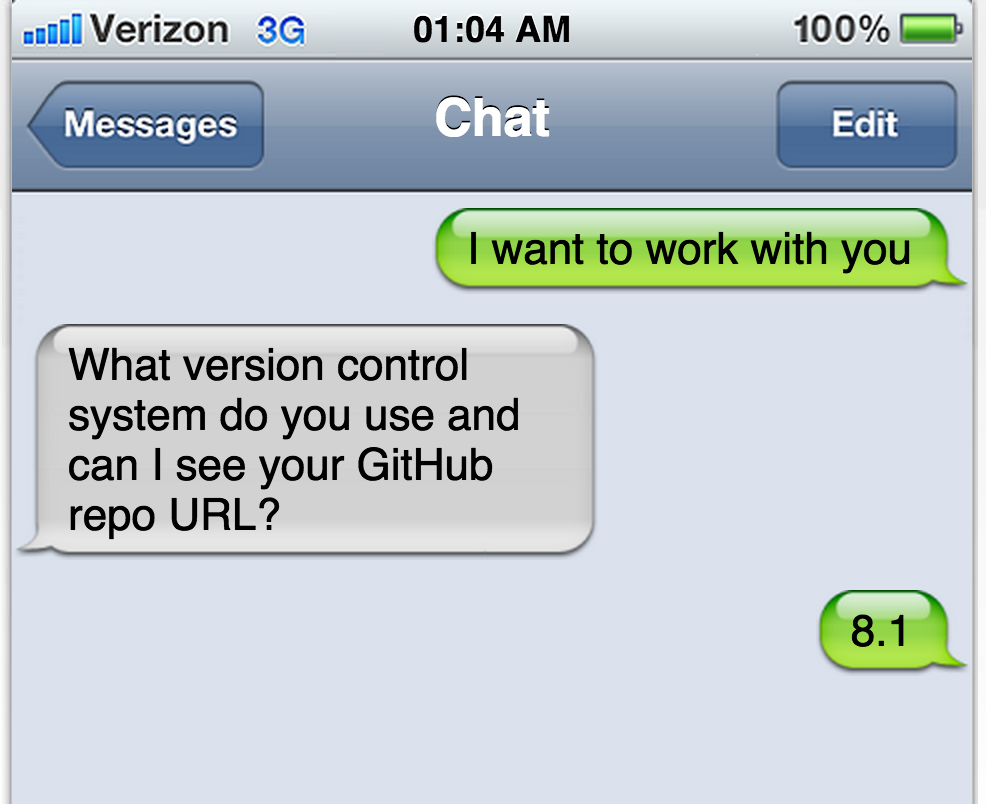 Verizon 3G 01:04 AM 100%
Messages Chat Edit
I want to work with you
What version control
system do you use and
can I see your GitHub
repo URL?
8.1